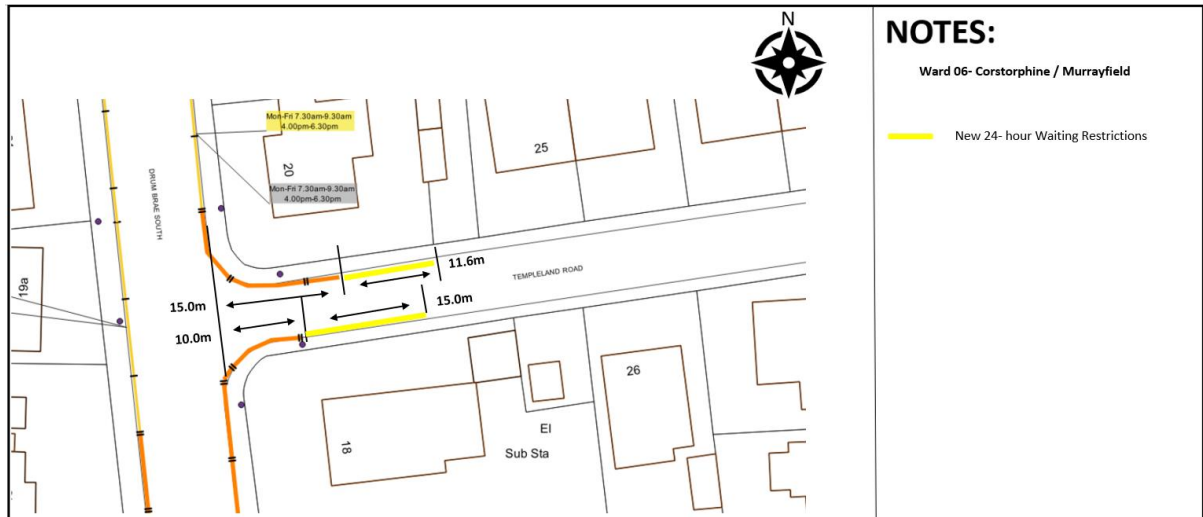 N
NOTES:
Ward 06- Corstorphine / Murrayfield
New 24- hour Waiting Restrictions
Mon-Fri 7.30am-9.30am
4.00pm-6.30pm
20
Mon-Fri 7.30am-9.30am
4.00pm-6.30pm
25
DRUM BRAE SOUTH
19a
11.6m
TEMPLELAND ROAD
15.0m
15.0m
10.0m
26
18
El
Sub Sta